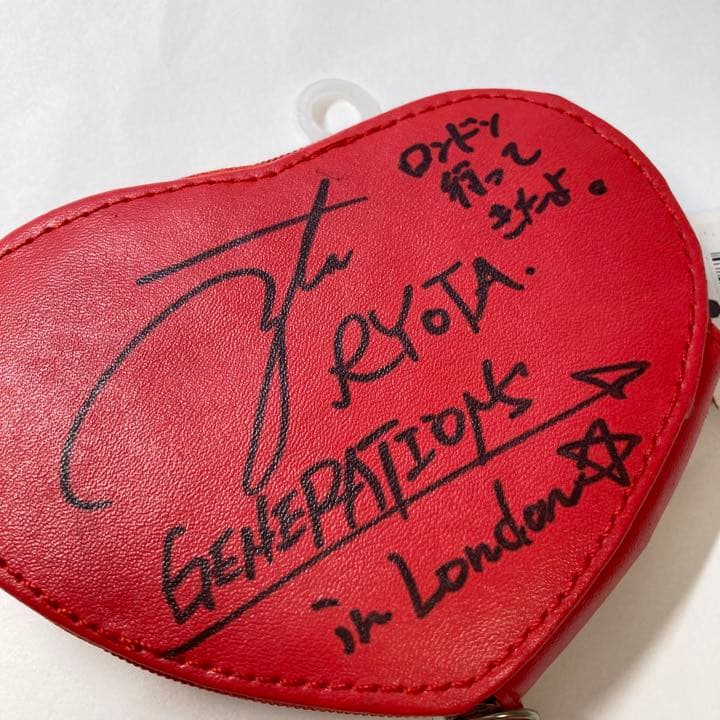 ロンドン
行って
きたよ。
RYOTA.
GENERATIONS
in London☆